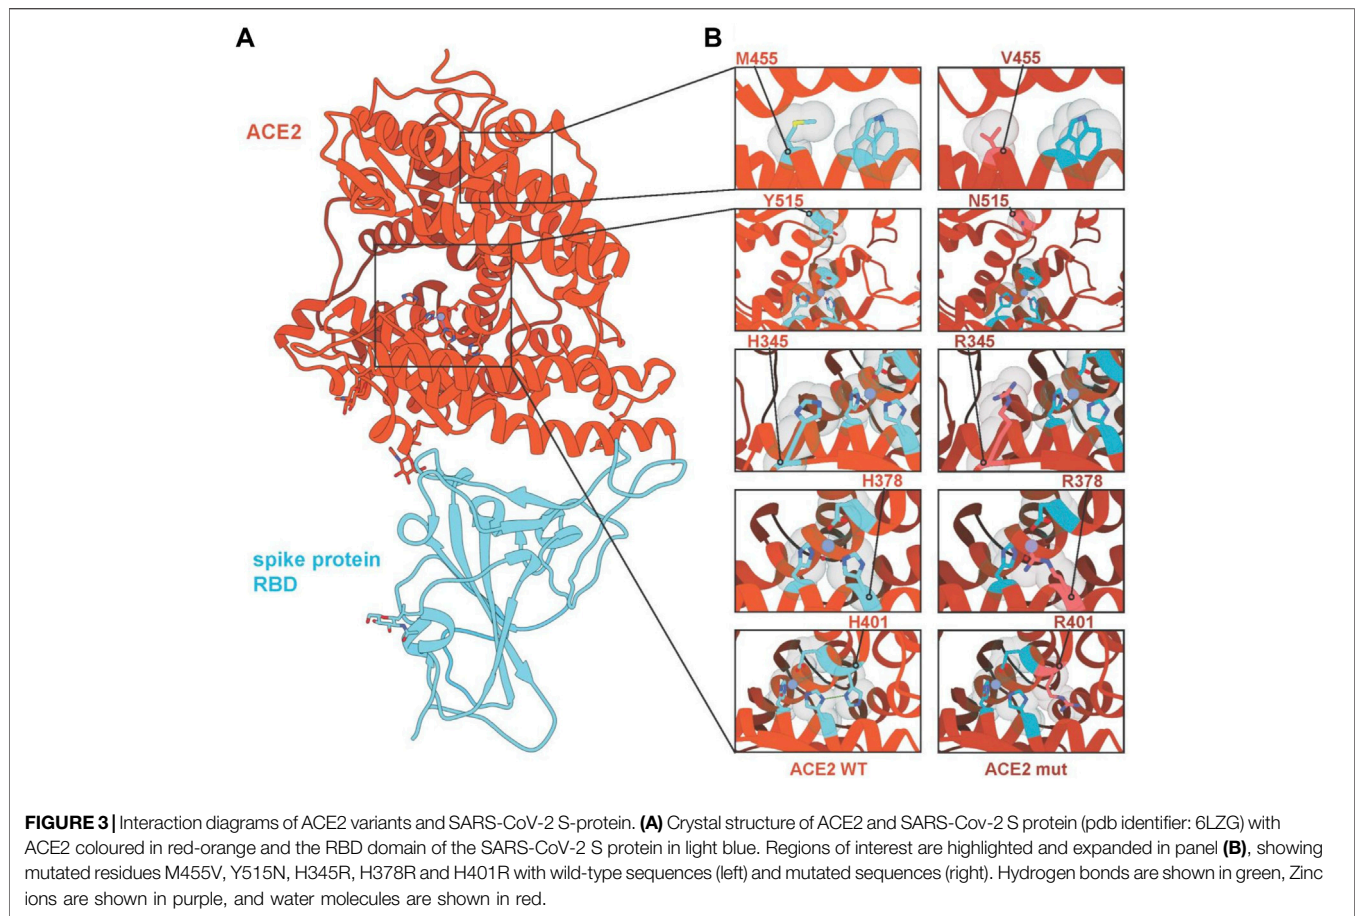 A
B
M455
V455
ACE2
Y515
N515
H345
R345
H378
R378
spike protein
RBD
H401
R401
ACE2 WT
ACE2 mut
FIGURE 3 | Interaction diagrams of ACE2 variants and SARS-CoV-2 S-protein. (A) Crystal structure of ACE2 and SARS-Cov-2 S protein (pdb identifier: 6LZG) with
ACE2 coloured in red-orange and the RBD domain of the SARS-CoV-2 S protein in light blue. Regions of interest are highlighted and expanded in panel (B), showing
mutated residues M455V, Y515N, H345R, H378R and H401R with wild-type sequences (left) and mutated sequences (right). Hydrogen bonds are shown in green, Zinc
ions are shown in purple, and water molecules are shown in red.